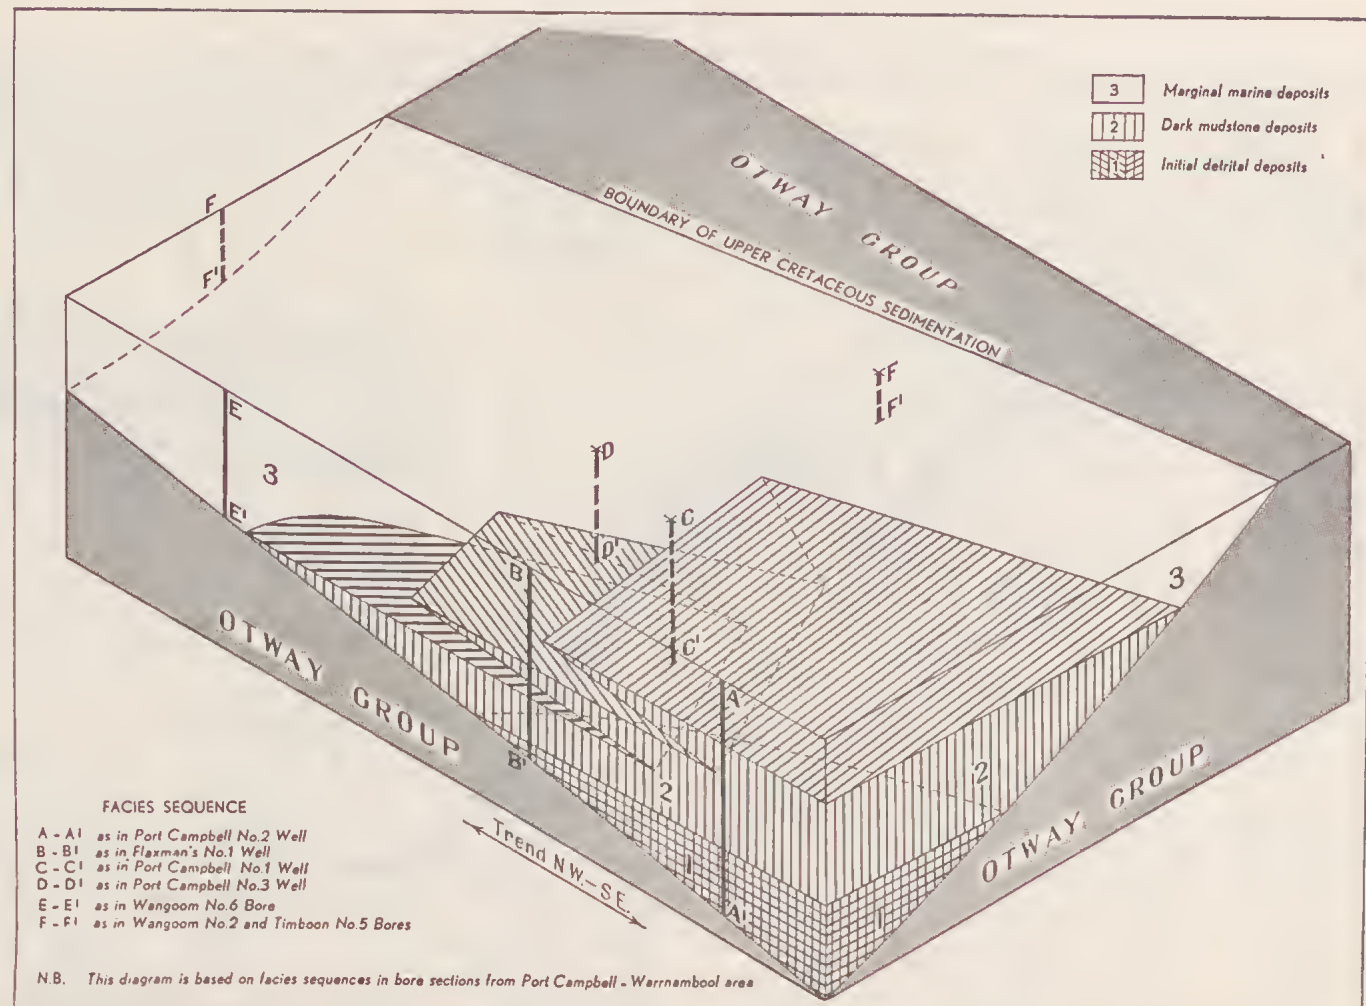 3 Marginal marine deposits
2 Dark mudstone deposits
1 Initial detrital deposits
OTWAY GROUP
BOUNDARY OF UPPER CRETACEOUS SEDIMENTATION
F
F'
F
F'
E
E'
3
D
D'
C
C'
B
B'
A
A'
3
2
2
1
1
OTWAY GROUP
OTWAY GROUP
Trend NW.-SE.
FACIES SEQUENCE
A - A' as in Port Campbell No.2 Well
B - B' as in Flaxman's No.1 Well
C - C' as in Port Campbell No.1 Well
D - D' as in Port Campbell No.3 Well
E - E' as in Wangoom No.6 Bore
F - F' as in Wangoom No.2 and Timboon No.5 Bores
N.B. This diagram is based on facies sequences in bore sections from Port Campbell - Warrnambool area